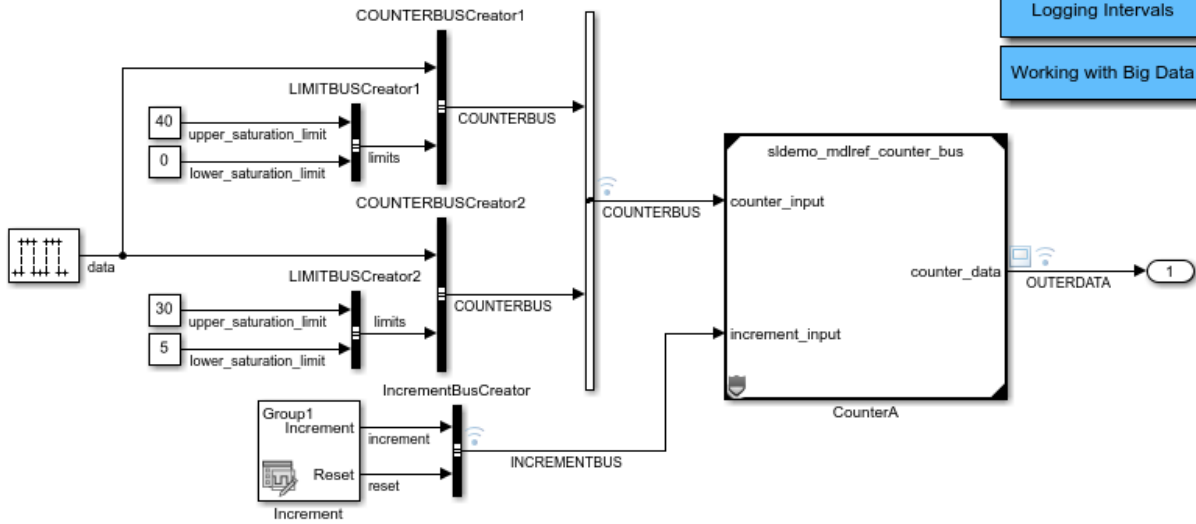 Logging Intervals
COUNTERBUSCreator1
Working with Big Data
LIMITBUSCreator1
40
upper_saturation_limit
0
lower_saturation_limit
limits
COUNTERBUS
sldemo_mdlref_counter_bus
counter_input
COUNTERBUS
COUNTERBUSCreator2
data
LIMITBUSCreator2
30
upper_saturation_limit
5
lower_saturation_limit
limits
COUNTERBUS
counter_data
OUTERDATA
1
increment_input
CounterA
IncrementBusCreator
Group1
Increment
increment
Reset
reset
INCREMENTBUS
Increment